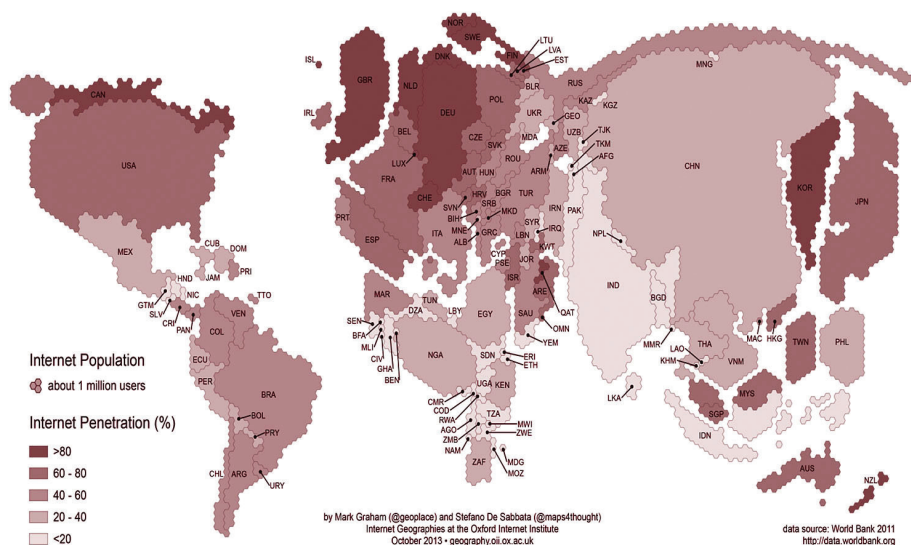 NOR
SWE
FIN
LTU
LVA
EST
ISL
GBR
IRL
DNK
NLD
DEU
POL
BLR
RUS
MNG
CAN
USA
BEL
LUX
FRA
CHE
CZE
SVK
AUT
HUN
ROU
UKR
MDA
GEO
KAZ
KGZ
UZB
TJK
TKM
AFG
AZE
ARM
CHN
KOR
JPN
PRT
ESP
ITA
SVN
HRV
BIH
SRB
BGR
MNE
MKD
ALB
GRC
TUR
CYP
PSE
SYR
LBN
ISR
JOR
IRQ
IRN
KWT
PAK
NPL
IND
BGD
MEX
CUB
DOM
JAM
PRI
HND
GTM
SLV
NIC
CRI
PAN
TTO
VEN
COL
ECU
PER
BRA
BOL
PRY
CHL
ARG
URY
MAR
DZA
TUN
LBY
EGY
SAU
ARE
QAT
OMN
YEM
SEN
BFA
MLI
CIV
GHA
BEN
NGA
SDN
ERI
ETH
CMR
COD
RWA
UGA
KEN
AGO
TZA
ZMB
MWI
ZWE
NAM
ZAF
MDG
MOZ
LKA
MMR
LAO
KHM
THA
VNM
MAC
HKG
TWN
PHL
MYS
SGP
IDN
AUS
NZL
Internet Population
about 1 million users
Internet Penetration (%)
>80
60 - 80
40 - 60
20 - 40
<20
by Mark Graham (@geoplace) and Stefano De Sabbata (@maps4thought)
Internet Geographies at the Oxford Internet Institute
October 2013 • geography.oii.ox.ac.uk
data source: World Bank 2011
http://data.worldbank.org